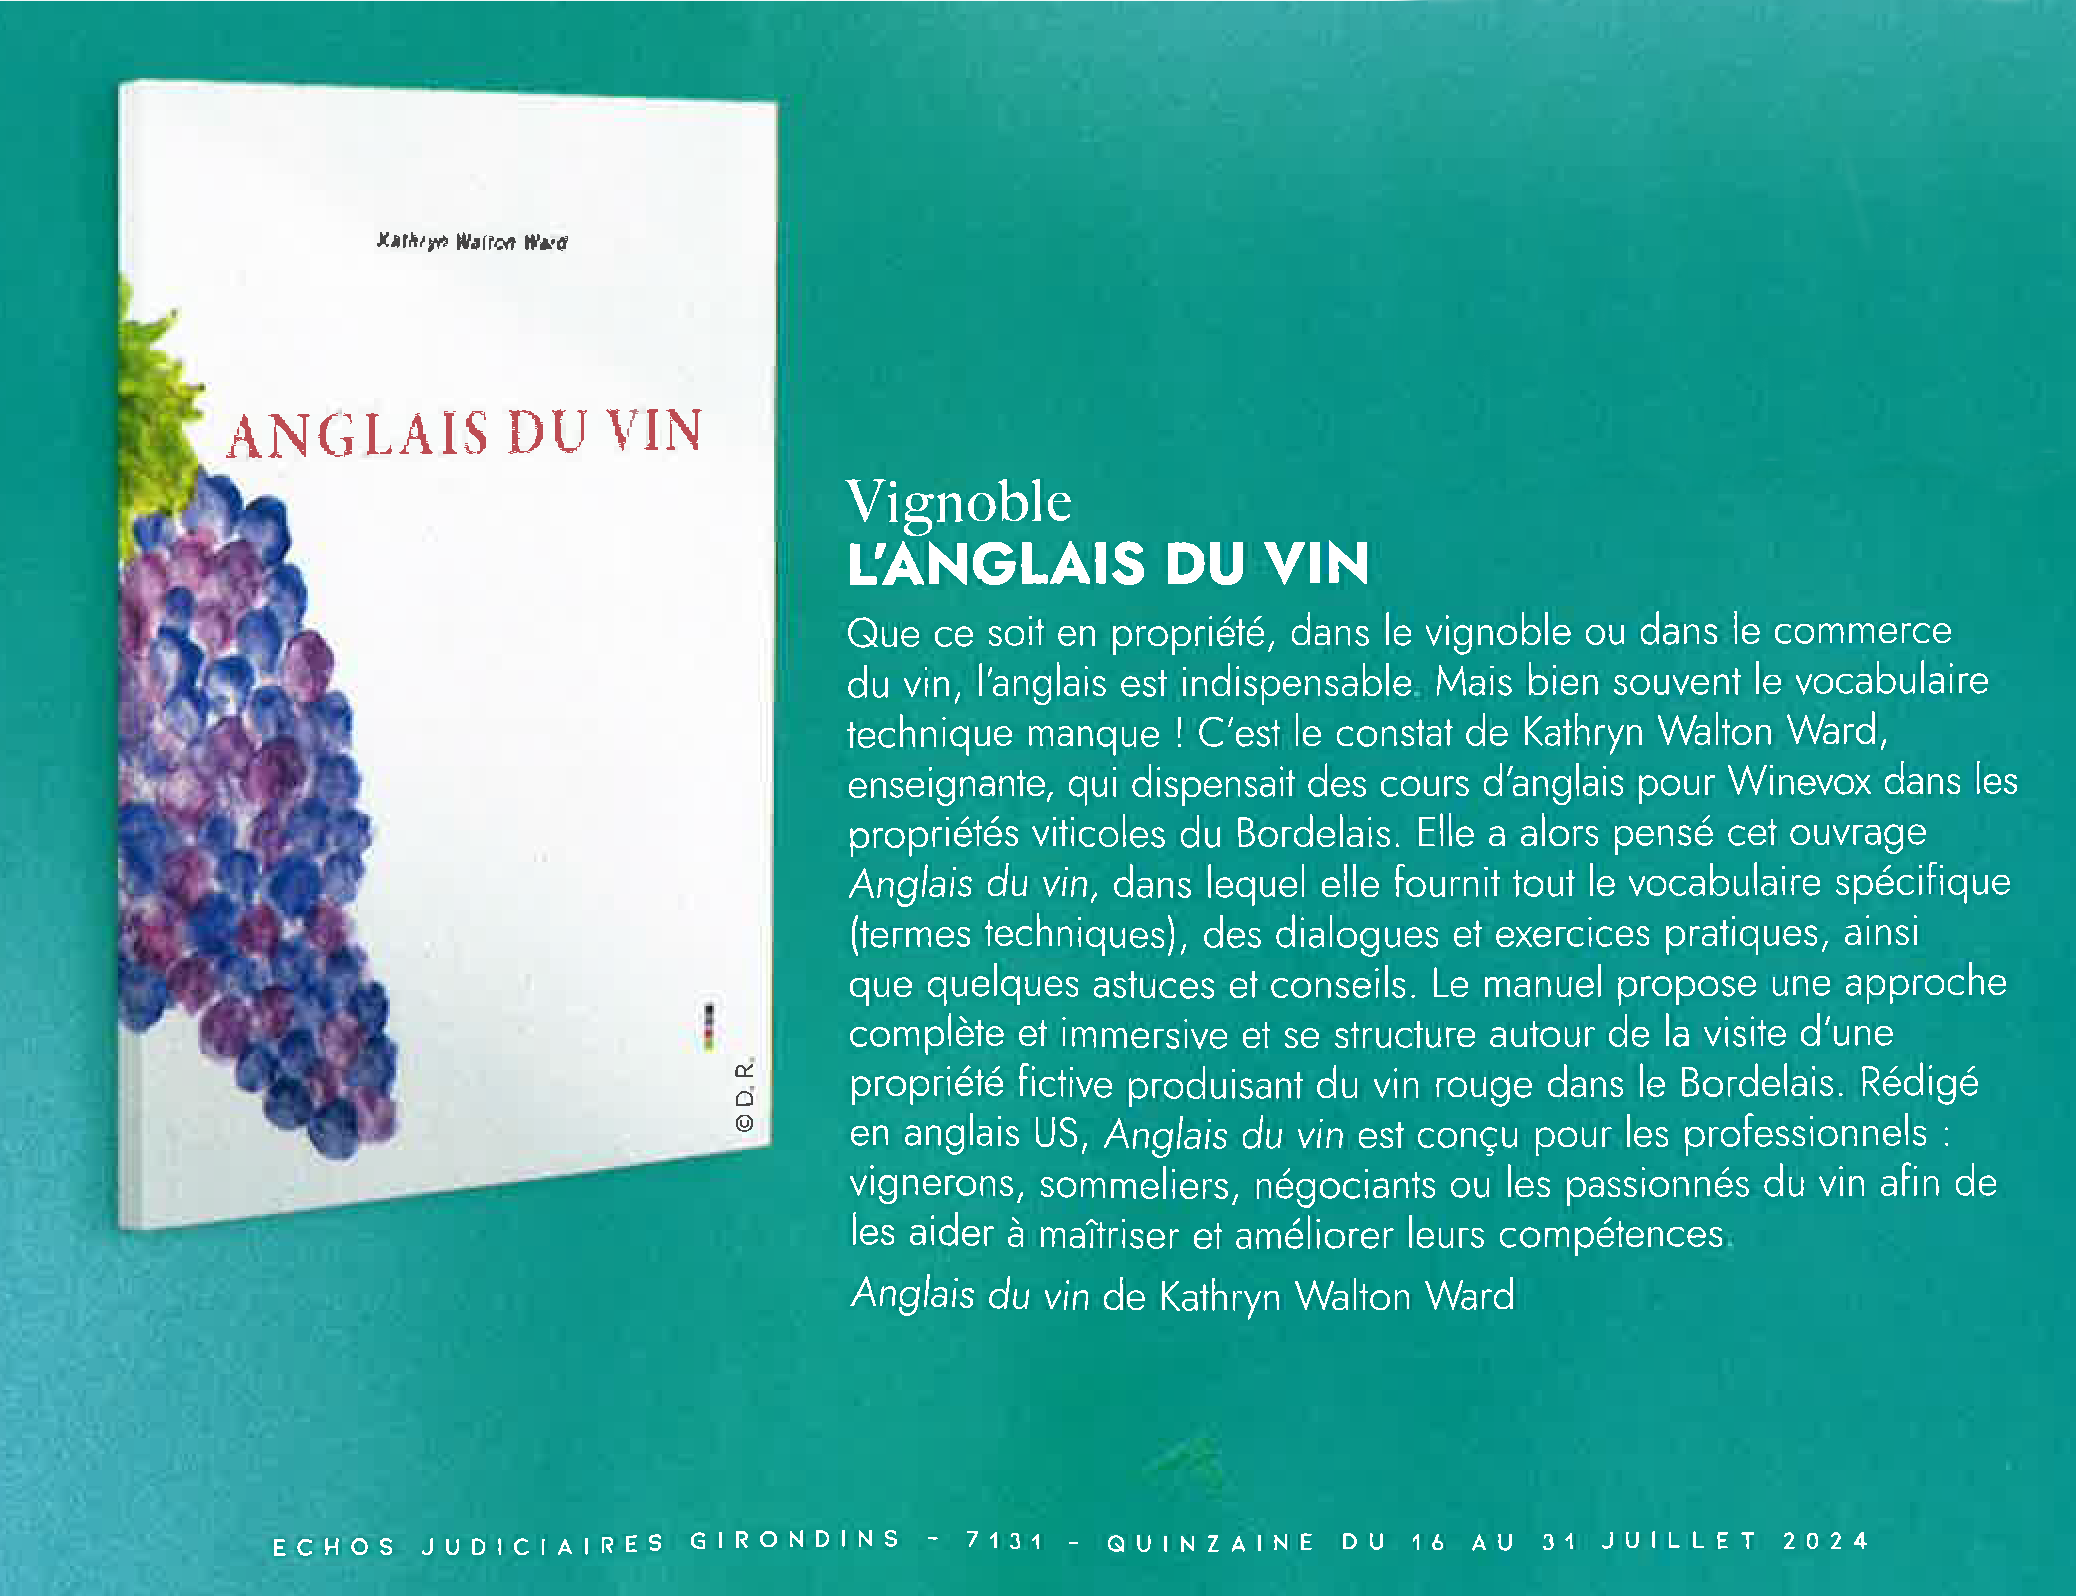 Kathryn Walton Ward
ANGLAIS DU VIN
© D.R.
Vignoble
L'ANGLAIS DU VIN
Que ce soit en propriété, dans le vignoble ou dans le commerce
du vin, l'anglais est indispensable. Mais bien souvent le vocabulaire
technique manque ! C'est le constat de Kathryn Walton Ward,
enseignante, qui dispensait des cours d'anglais pour Winevox dans les
propriétés viticoles du Bordelais. Elle a alors pensé cet ouvrage
Anglais du vin, dans lequel elle fournit tout le vocabulaire spécifique
(termes techniques), des dialogues et exercices pratiques, ainsi
que quelques astuces et conseils. Le manuel propose une approche
complète et immersive et se structure autour de la visite d'une
propriété fictive produisant du vin rouge dans le Bordelais. Rédigé
en anglais US, Anglais du vin est conçu pour les professionnels :
vignerons, sommeliers, négociants ou les passionnés du vin afin de
les aider à maîtriser et améliorer leurs compétences.
Anglais du vin de Kathryn Walton Ward
ECHOS JUDICIAIRES GIRONDINS - 7131 - QUINZAINE DU 16 AU 31 JUILLET 2024